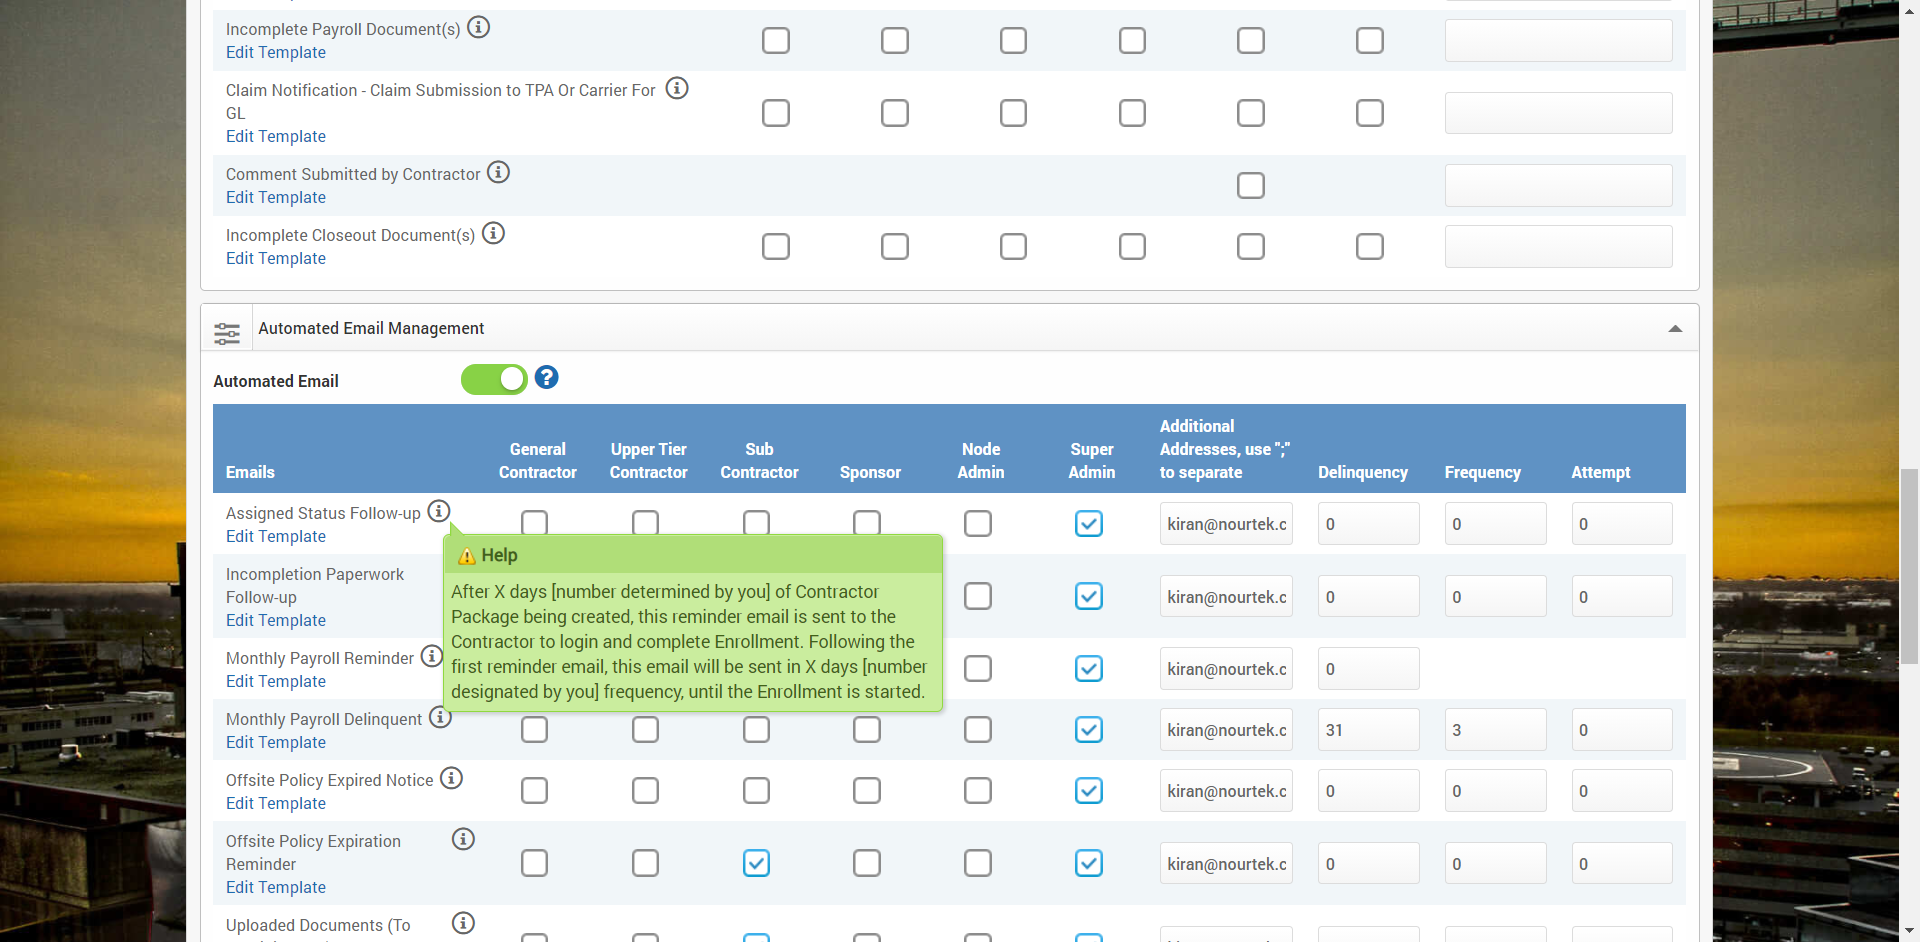 Incomplete Payroll Document(s)
Edit Template
Claim Notification - Claim Submission to TPA Or Carrier For
GL
Edit Template
Comment Submitted by Contractor
Edit Template
Incomplete Closeout Document(s)
Edit Template
Automated Email Management
Automated Email
Emails
General
Contractor
Upper Tier
Contractor
Sub
Contractor
Sponsor
Node
Admin
Super
Admin
Additional
Addresses, use ";"
to separate
Delinquency
Frequency
Attempt
Assigned Status Follow-up
Edit Template
kiran@nourtek.c
0
0
0
Help
After X days [number determined by you] of Contractor
Package being created, this reminder email is sent to the
Contractor to login and complete Enrollment. Following the
first reminder email, this email will be sent in X days [number
designated by you] frequency, until the Enrollment is started.
Incompletion Paperwork
Follow-up
Edit Template
kiran@nourtek.c
0
0
0
Monthly Payroll Reminder
Edit Template
kiran@nourtek.c
0
Monthly Payroll Delinquent
Edit Template
kiran@nourtek.c
31
3
0
Offsite Policy Expired Notice
Edit Template
kiran@nourtek.c
0
0
0
Offsite Policy Expiration
Reminder
Edit Template
kiran@nourtek.c
0
0
0
Uploaded Documents (To